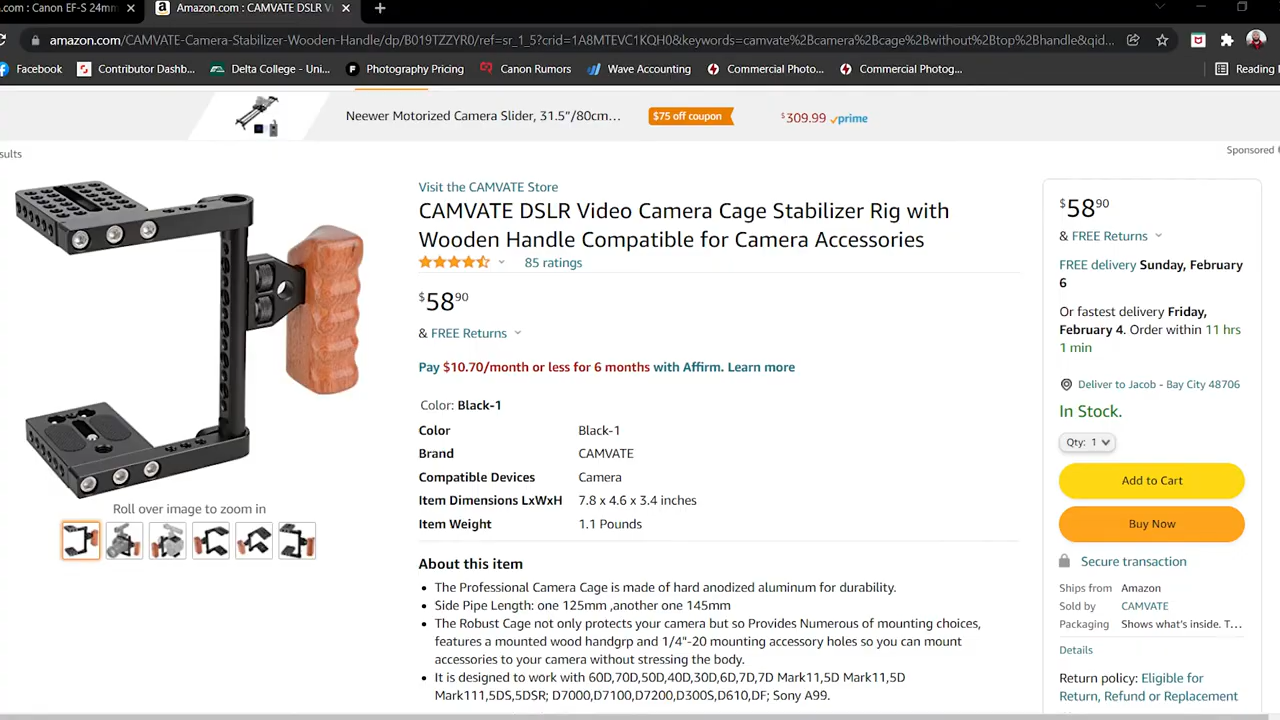 .com : Canon EF-S 24mm
Amazon.com : CAMVATE DSLR V
amazon.com/CAMVATE-Camera-Stabilizer-Wooden-Handle/dp/B019TZZYR0/ref=sr_1_5?crid=1A8MTEVC1KQH0&keywords=camvate%2Bcamera%2Bcage%2Bwithout%2Btop%2Bhandle&qid...
Facebook
Contributor Dashb...
Delta College - Uni...
Photography Pricing
Canon Rumors
Wave Accounting
Commercial Photo...
Commercial Photog...
Reading
Neewer Motorized Camera Slider, 31.5"/80cm...
$75 off coupon
$309.99 prime
sults
Sponsored
Visit the CAMVATE Store
CAMVATE DSLR Video Camera Cage Stabilizer Rig with
Wooden Handle Compatible for Camera Accessories
85 ratings
$58 90
& FREE Returns
Pay $10.70/month or less for 6 months with Affirm. Learn more
Color: Black-1
Color Black-1
Brand CAMVATE
Compatible Devices Camera
Item Dimensions LxWxH 7.8 x 4.6 x 3.4 inches
Item Weight 1.1 Pounds
About this item
The Professional Camera Cage is made of hard anodized aluminum for durability.
Side Pipe Length: one 125mm ,another one 145mm
The Robust Cage not only protects your camera but so Provides Numerous of mounting choices,
features a mounted wood handgrp and 1/4"-20 mounting accessory holes so you can mount
accessories to your camera without stressing the body.
It is designed to work with 60D,70D,50D,40D,30D,6D,7D,7D Mark11,5D Mark11,5D
Mark111,5DS,5DSR; D7000,D7100,D7200,D300S,D610,DF; Sony A99.
Roll over image to zoom in
$58 90
& FREE Returns
FREE delivery Sunday, February
6
Or fastest delivery Friday,
February 4. Order within 11 hrs
1 min
Deliver to Jacob - Bay City 48706
In Stock.
Qty: 1
Add to Cart
Buy Now
Secure transaction
Ships from Amazon
Sold by CAMVATE
Packaging Shows what's inside. T...
Details
Return policy: Eligible for
Return, Refund or Replacement